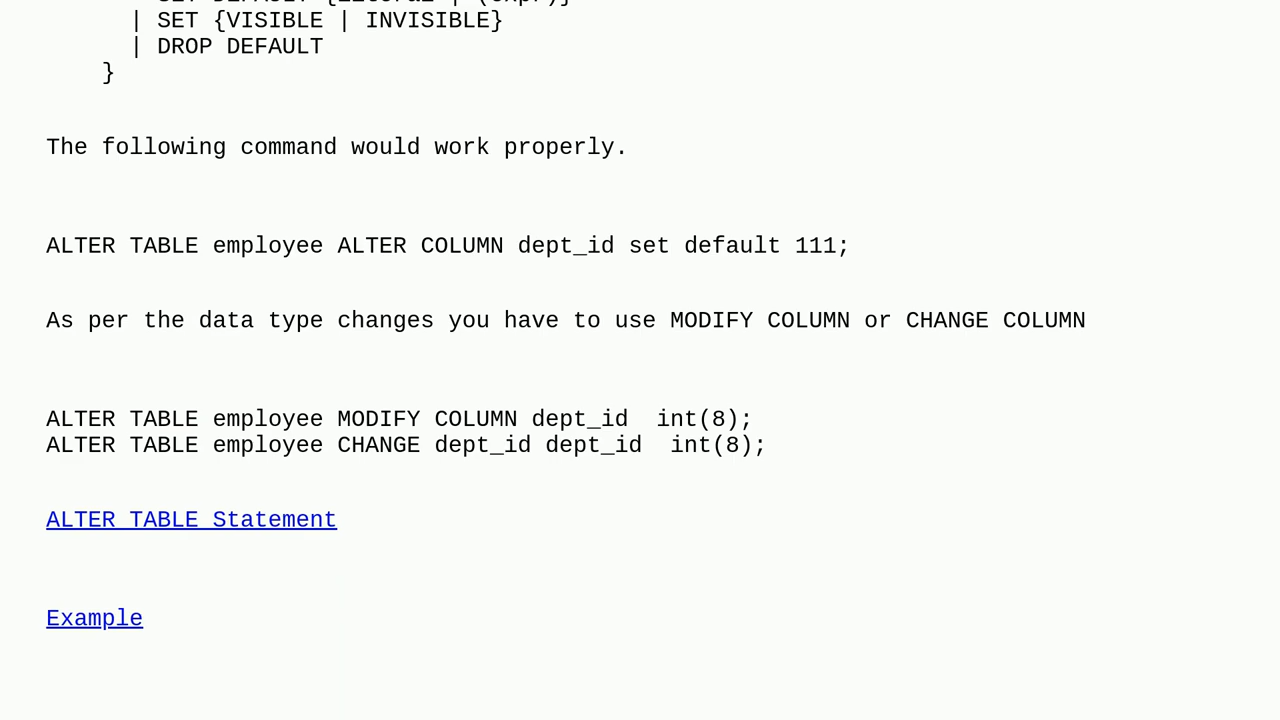 | SET {VISIBLE | INVISIBLE}
| DROP DEFAULT
}
The following command would work properly.
ALTER TABLE employee ALTER COLUMN dept_id set default 111;
As per the data type changes you have to use MODIFY COLUMN or CHANGE COLUMN
ALTER TABLE employee MODIFY COLUMN dept_id  int(8);
ALTER TABLE employee CHANGE dept_id dept_id  int(8);
ALTER TABLE Statement
Example